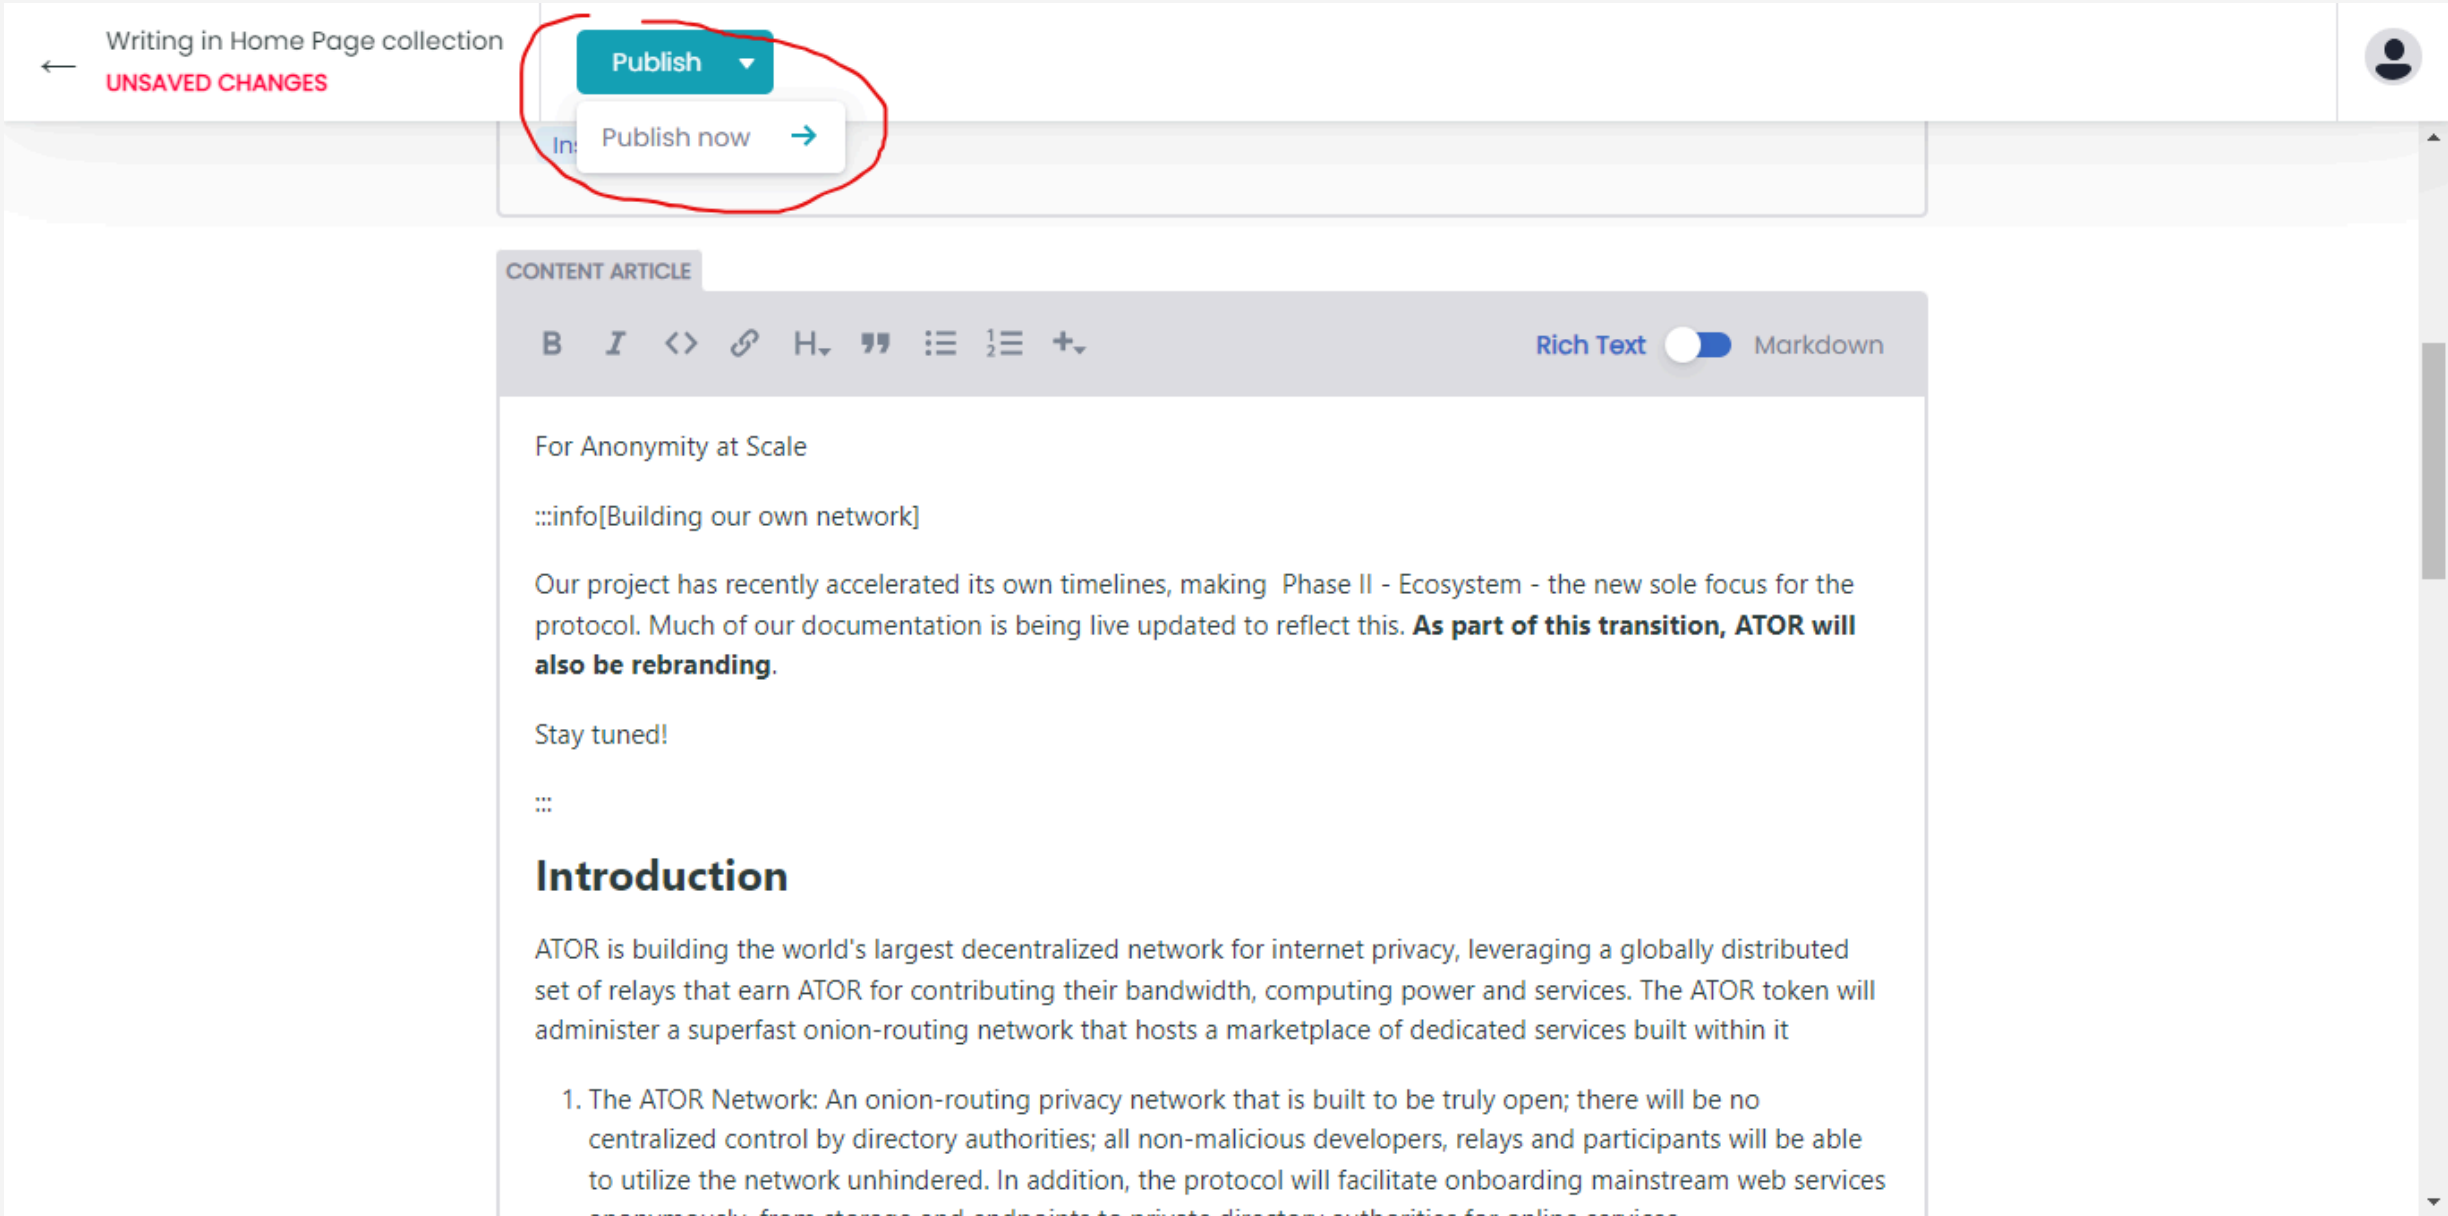 Writing in Home Page collection
UNSAVED CHANGES
Publish
Publish now
CONTENT ARTICLE
B I H 1 2
Rich Text Markdown
For Anonymity at Scale
:::info[Building our own network]
Our project has recently accelerated its own timelines, making  Phase II - Ecosystem - the new sole focus for the
protocol. Much of our documentation is being live updated to reflect this. As part of this transition, ATOR will
also be rebranding.
Stay tuned!
:::
Introduction
ATOR is building the world's largest decentralized network for internet privacy, leveraging a globally distributed
set of relays that earn ATOR for contributing their bandwidth, computing power and services. The ATOR token will
administer a superfast onion-routing network that hosts a marketplace of dedicated services built within it
1. The ATOR Network: An onion-routing privacy network that is built to be truly open; there will be no
centralized control by directory authorities; all non-malicious developers, relays and participants will be able
to utilize the network unhindered. In addition, the protocol will facilitate onboarding mainstream web services